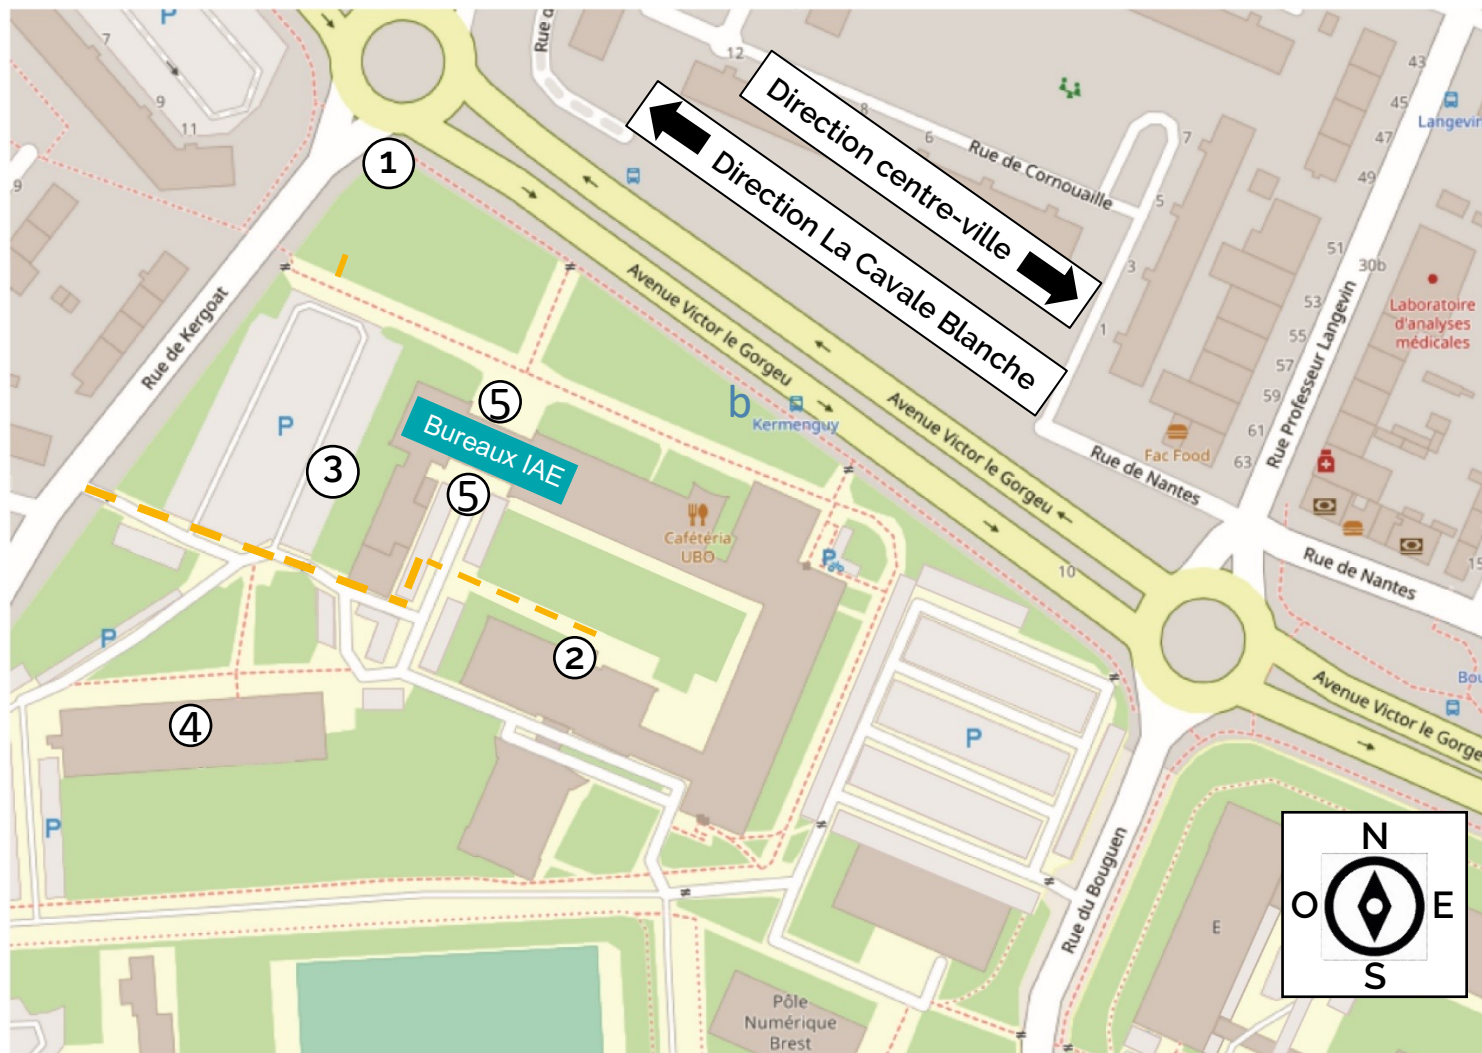 P
7
9
11
9
Rue d
12
8
6
7
5
3
1
Rue de Cornouaille
Direction centre-ville
Direction La Cavale Blanche
43
45
47
49
51
53
55
57
59
61
63
30b
Langevin
Laboratoire
d'analyses
médicales
Rue Professeur Langevin
1
Rue de Kergoat
Avenue Victor le Gorgeu
Avenue Victor le Gorgeu
b
Kermenguy
Fac Food
Rue de Nantes
Rue de Nantes
15
P
3
5
Bureaux IAE
5
Cafétéria
UBO
P
10
2
P
4
P
P
Avenue Victor le Gorge
Bou
Rue du Bouguen
E
Pôle
Numérique
Brest
N
O
E
S